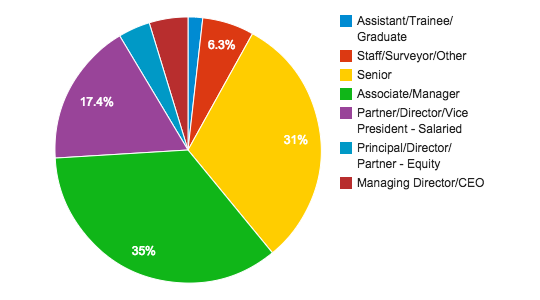 6.3%
31%
35%
17.4%
Assistant/Trainee/
Graduate
Staff/Surveyor/Other
Senior
Associate/Manager
Partner/Director/Vice
President - Salaried
Principal/Director/
Partner - Equity
Managing Director/CEO